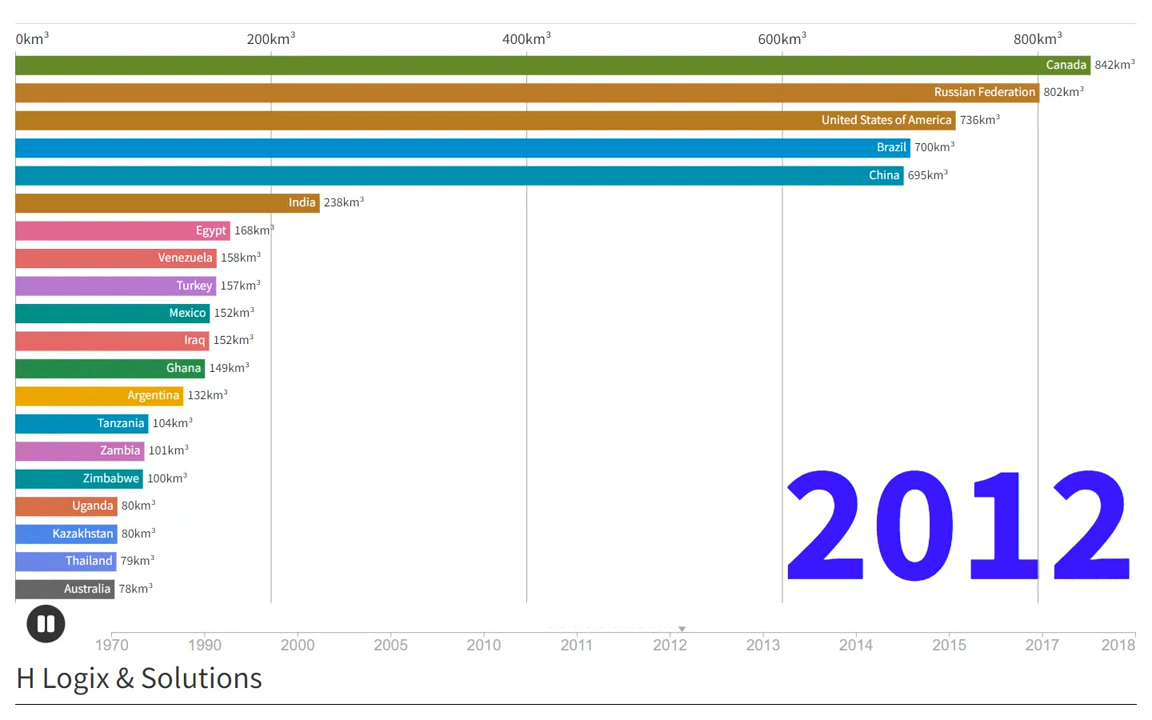 0km³ 200km³ 400km³ 600km³ 800km³
Canada 842km³
Russian Federation 802km³
United States of America 736km³
Brazil 700km³
China 695km³
India 238km³
Egypt 168km³
Venezuela 158km³
Turkey 157km³
Mexico 152km³
Iraq 152km³
Ghana 149km³
Argentina 132km³
Tanzania 104km³
Zambia 101km³
Zimbabwe 100km³
Uganda 80km³
Kazakhstan 80km³
Thailand 79km³
Australia 78km³
2012
1970 1990 2000 2005 2010 2011 2012 2013 2014 2015 2017 2018
H Logix & Solutions